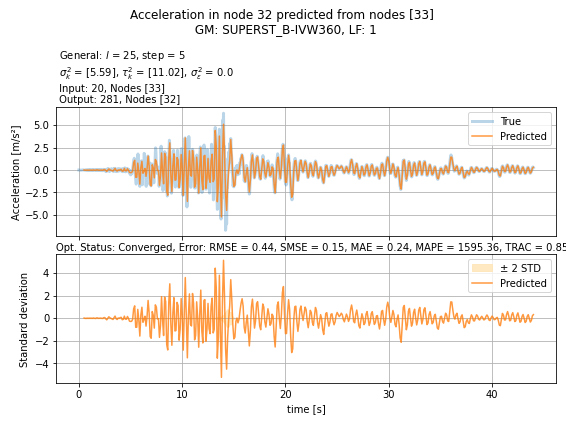 Acceleration in node 32 predicted from nodes [33]
GM: SUPERST_B-IVW360, LF: 1
General: l = 25, step = 5
σ²ₖ = [5.59], τ²ₖ = [11.02], σ²ε = 0.0
Input: 20, Nodes [33]
Output: 281, Nodes [32]
Acceleration [m/s²]
5.0
2.5
0.0
−2.5
−5.0
True
Predicted
Opt. Status: Converged, Error: RMSE = 0.44, SMSE = 0.15, MAE = 0.24, MAPE = 1595.36, TRAC = 0.85
Standard deviation
4
2
0
−2
−4
± 2 STD
Predicted
0 10 20 30 40
time [s]